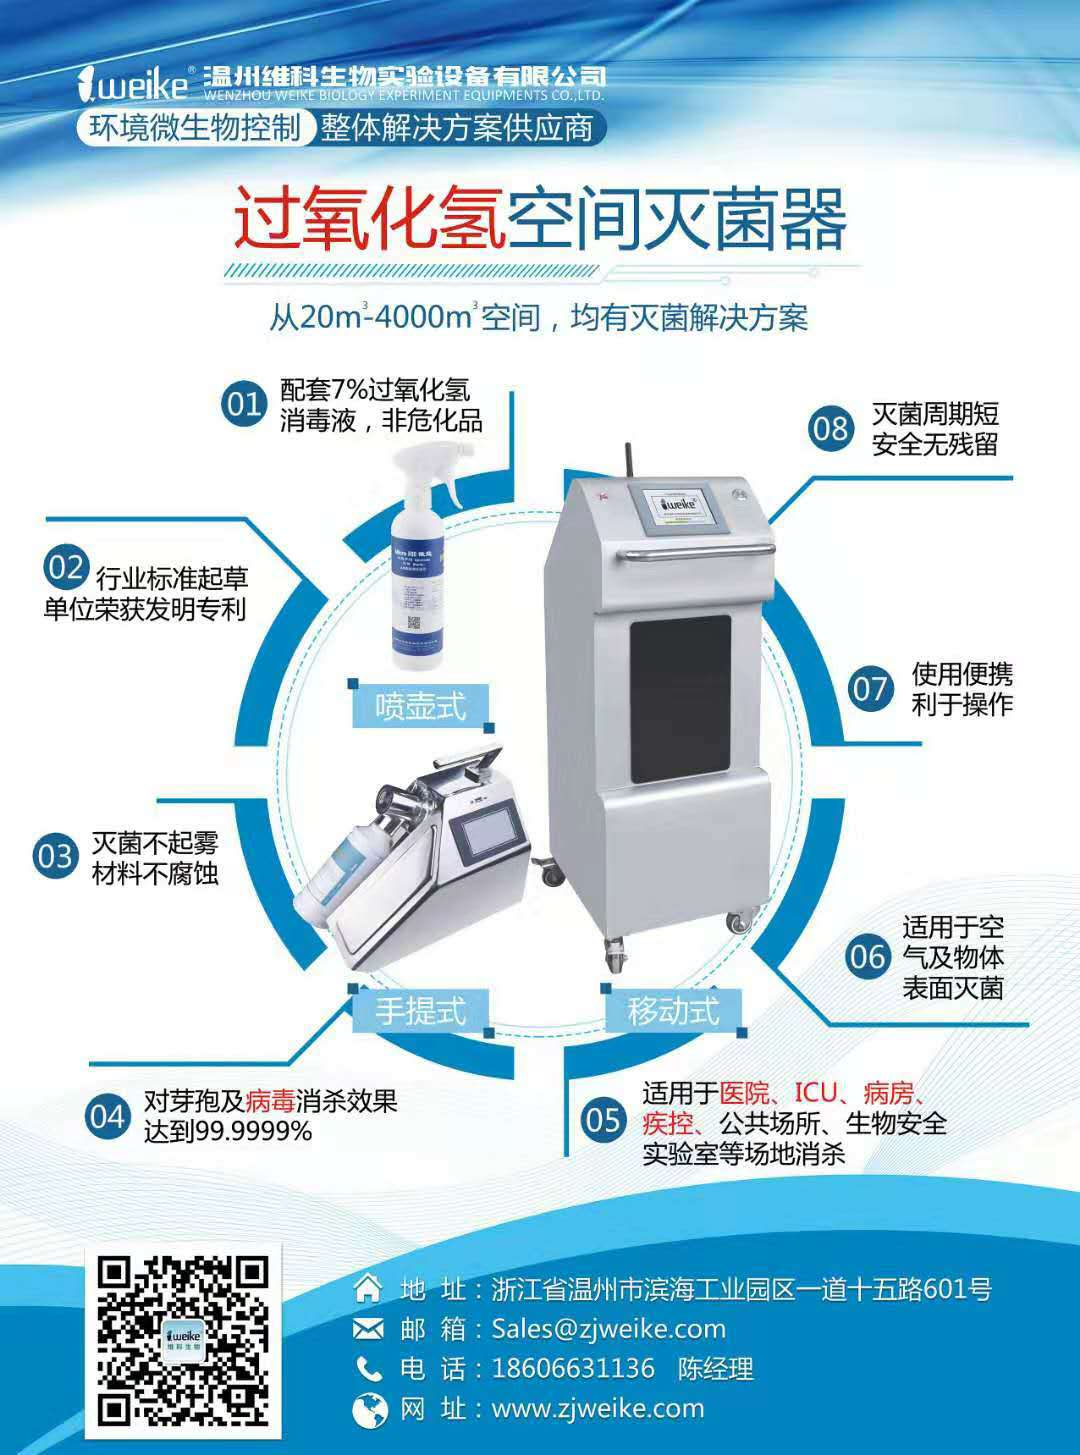 weike® 温州维科生物实验设备有限公司
WENZHOU WEIKE BIOLOGY EXPERIMENT EQUIPMENTS CO.,LTD.
环境微生物控制 整体解决方案供应商
过氧化氢空间灭菌器
从20m³-4000m³空间，均有灭菌解决方案
01 配套7%过氧化氢
消毒液，非危化品
02 行业标准起草
单位荣获发明专利
03 灭菌不起雾
材料不腐蚀
04 对芽孢及病毒消杀效果
达到99.9999%
05 适用于医院、ICU、病房、
疾控、公共场所、生物安全
实验室等场地消杀
06 适用于空
气及物体
表面灭菌
07 使用便携
利于操作
08 灭菌周期短
安全无残留
weike®
喷壶式
手提式
移动式
weike
维科生物
地 址：浙江省温州市滨海工业园区一道十五路601号
邮 箱：Sales@zjweike.com
电 话：18606631136 陈经理
网 址：www.zjweike.com